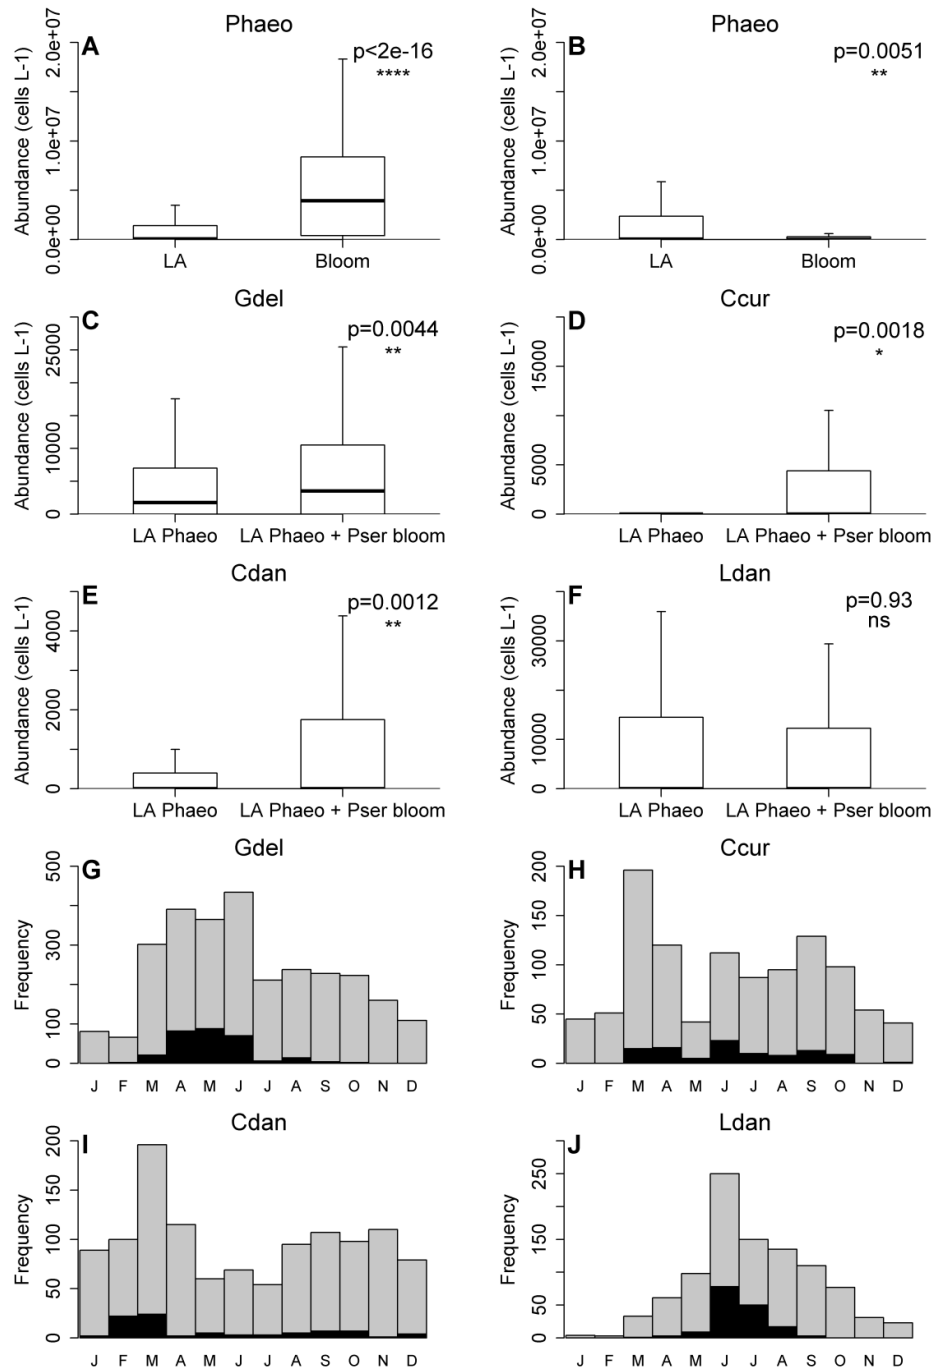 Phaeo
A
p<2e-16
****
Abundance (cells L-1)
0.0e+00 1.0e+07 2.0e+07
LA Bloom
Phaeo
B
p=0.0051
**
Abundance (cells L-1)
0.0e+00 1.0e+07 2.0e+07
LA Bloom
Gdel
C
p=0.0044
**
Abundance (cells L-1)
0 10000 25000
LA Phaeo LA Phaeo + Pser bloom
Ccur
D
p=0.0018
*
Abundance (cells L-1)
0 5000 15000
LA Phaeo LA Phaeo + Pser bloom
Cdan
E
p=0.0012
**
Abundance (cells L-1)
0 2000 4000
LA Phaeo LA Phaeo + Pser bloom
Ldan
F
p=0.93
ns
Abundance (cells L-1)
0 10000 30000
LA Phaeo LA Phaeo + Pser bloom
Gdel
G
Frequency
0 100 300 500
J F M A M J J A S O N D
Ccur
H
Frequency
0 50 100 150 200
J F M A M J J A S O N D
Cdan
I
Frequency
0 50 100 150 200
J F M A M J J A S O N D
Ldan
J
Frequency
0 50 150 250
J F M A M J J A S O N D